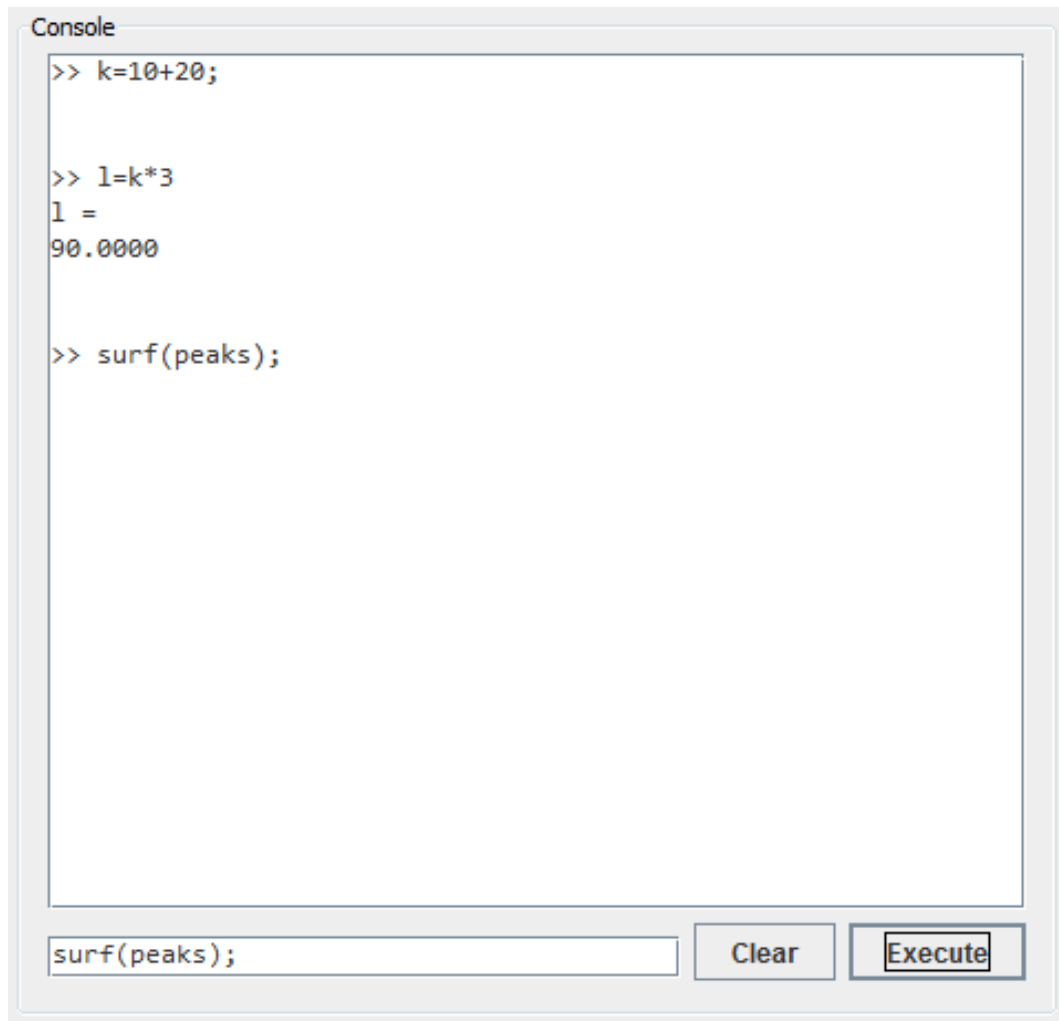 Console
>> k=10+20;
>> l=k*3
l =
90.0000
>> surf(peaks);
surf(peaks);
Clear
Execute